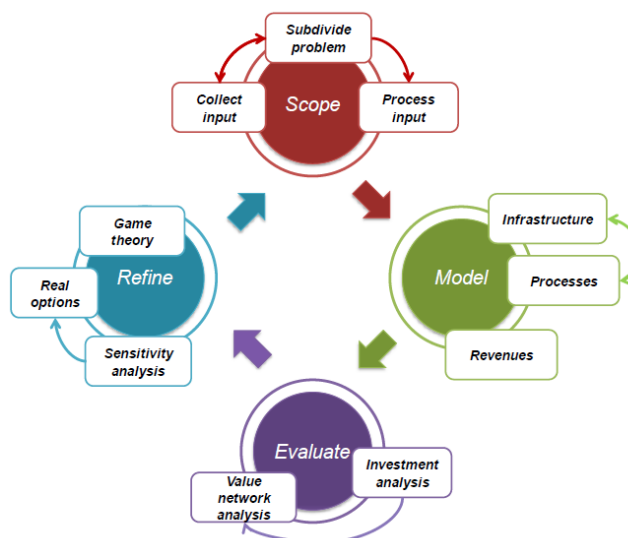 Subdivide
problem
Collect
input
Scope
Process
input
Game
theory
Real
options
Refine
Sensitivity
analysis
Infrastructure
Model
Processes
Revenues
Evaluate
Investment
analysis
Value
network
analysis